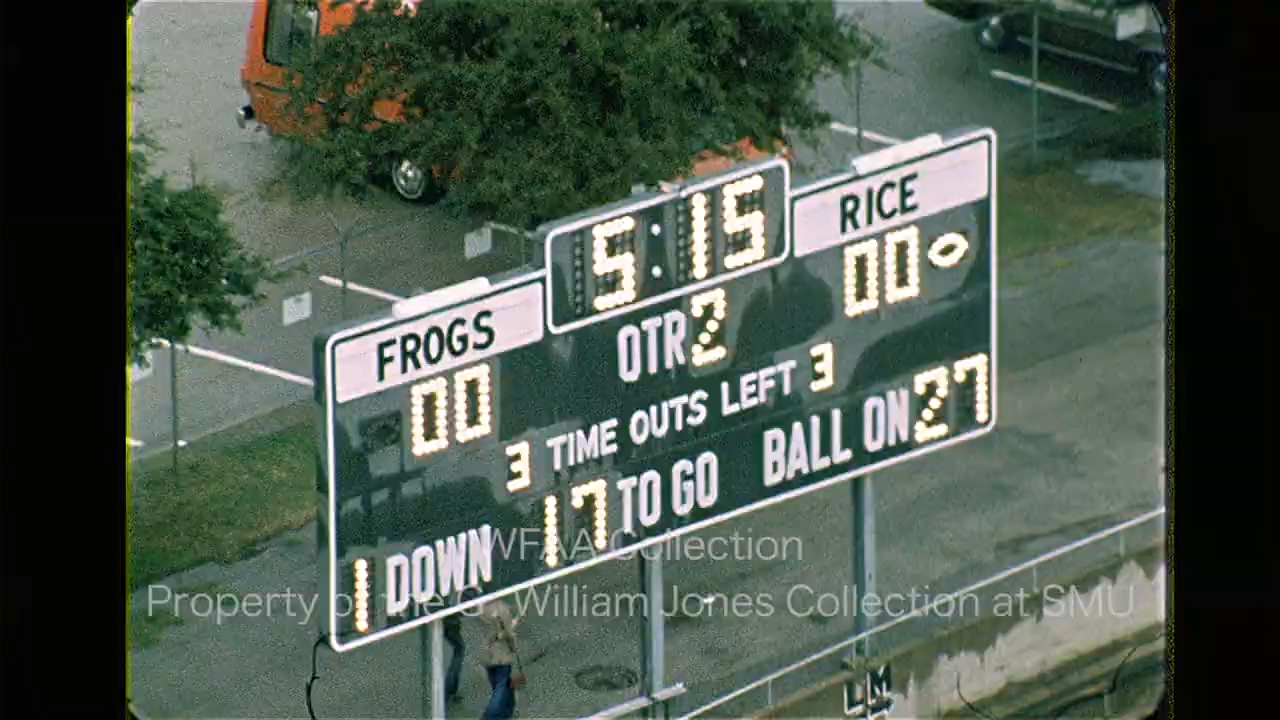 5:15
RICE
FROGS
00
00
QTR 2
3 TIME OUTS LEFT 3
1 DOWN 17 TO GO BALL ON 27
WFAA Collection
Property of the G. William Jones Collection at SMU
LM